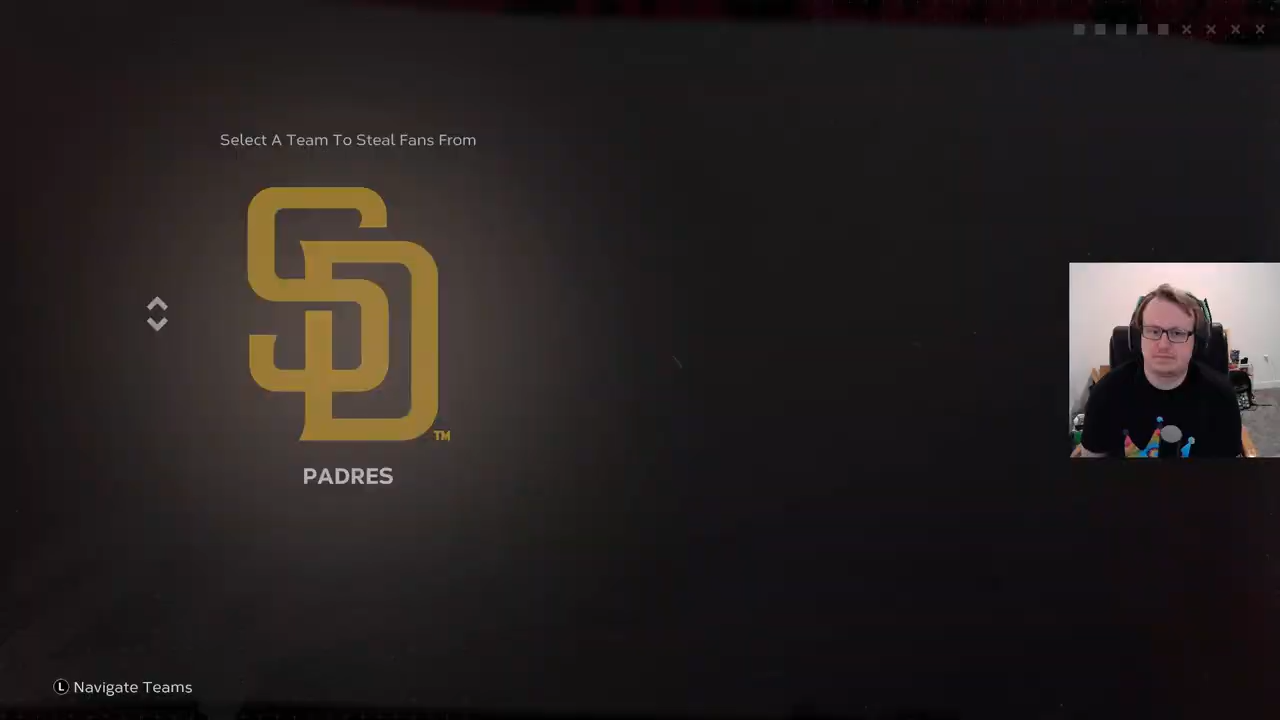 Select A Team To Steal Fans From
SD
TM
PADRES
L Navigate Teams